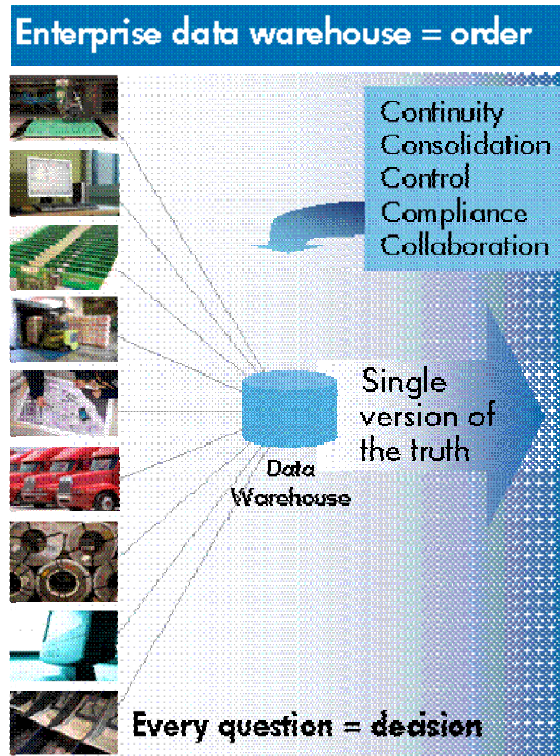 Enterprise data warehouse = order
Continuity
Consolidation
Control
Compliance
Collaboration
Single
version of
the truth
Data
Warehouse
Every question = decision